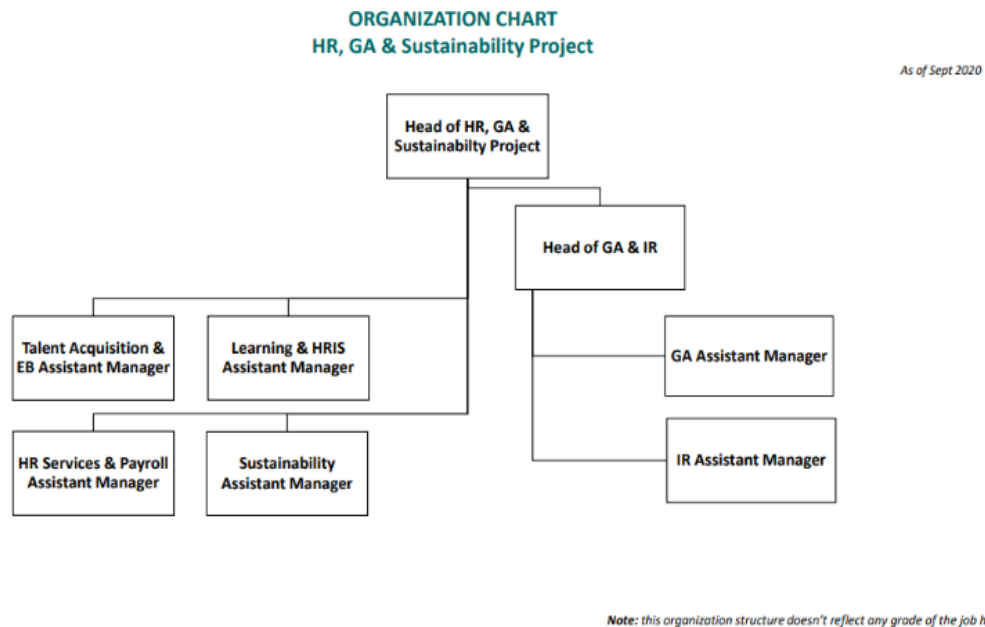 ORGANIZATION CHART
HR, GA & Sustainability Project
As of Sept 2020
Head of HR, GA &
Sustainabilty Project
Head of GA & IR
Talent Acquisition &
EB Assistant Manager
Learning & HRIS
Assistant Manager
GA Assistant Manager
HR Services & Payroll
Assistant Manager
Sustainability
Assistant Manager
IR Assistant Manager
Note: this organization structure doesn't reflect any grade of the job h